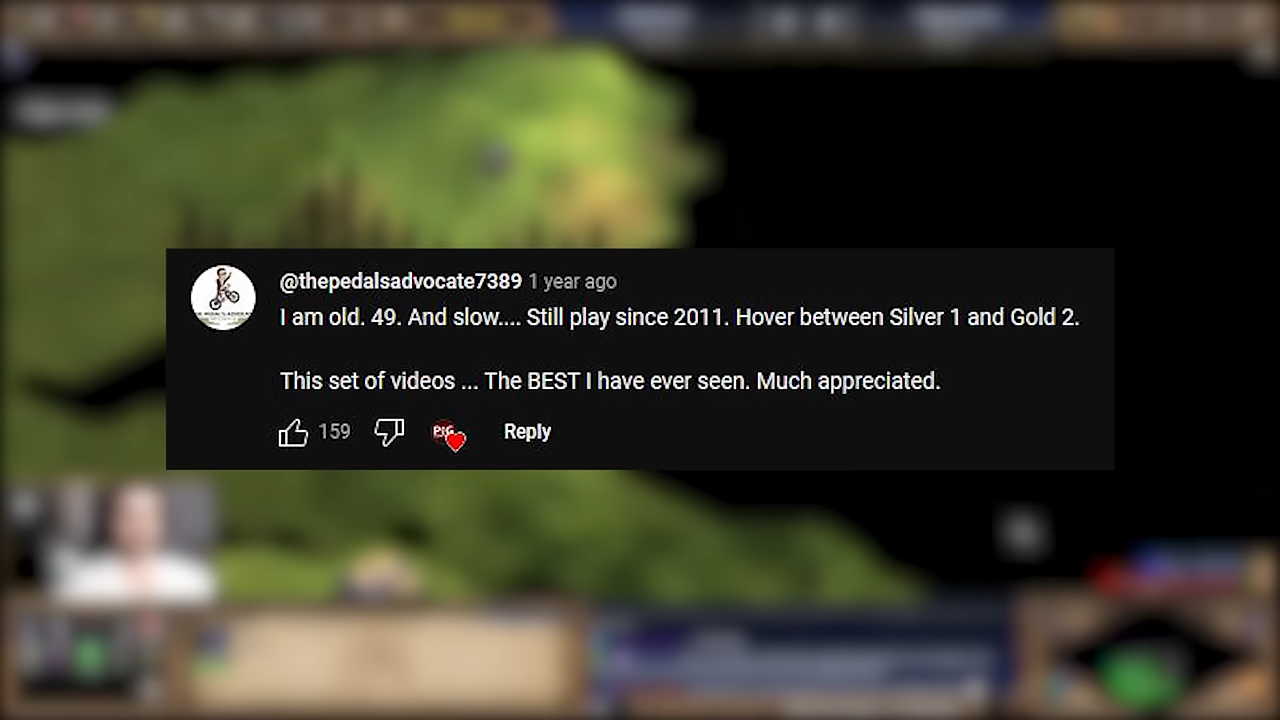 @thepedalsadvocate7389 1 year ago
I am old. 49. And slow.... Still play since 2011. Hover between Silver 1 and Gold 2.
This set of videos ... The BEST I have ever seen. Much appreciated.
159
PIG
Reply